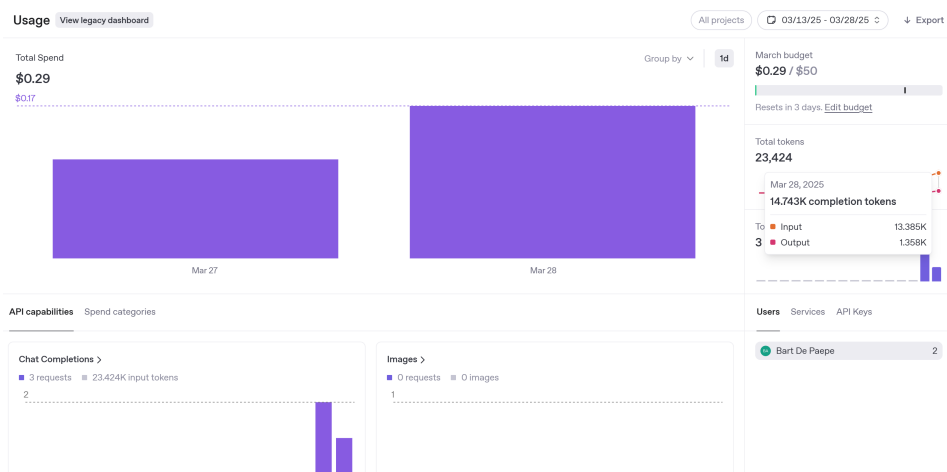 Usage View legacy dashboard
All projects 03/13/25 - 03/28/25 Export
Total Spend
$0.29
Group by 1d
$0.17
Mar 27 Mar 28
March budget
$0.29 / $50
Resets in 3 days. Edit budget
Total tokens
23,424
Mar 28, 2025
14.743K completion tokens
Input 13.385K
Output 1.358K
To
3
API capabilities Spend categories
Users Services API Keys
Chat Completions
3 requests 23.424K input tokens
2
Images
0 requests 0 images
1
Bart De Paepe 2